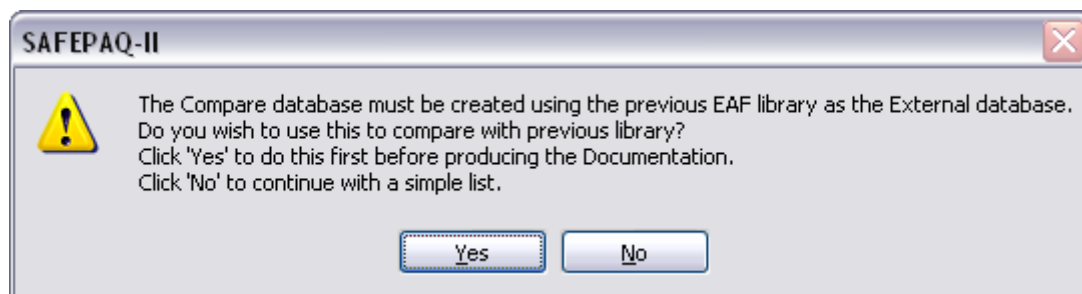 SAFEPAQ-II
The Compare database must be created using the previous EAF library as the External database.
Do you wish to use this to compare with previous library?
Click 'Yes' to do this first before producing the Documentation.
Click 'No' to continue with a simple list.
Yes No